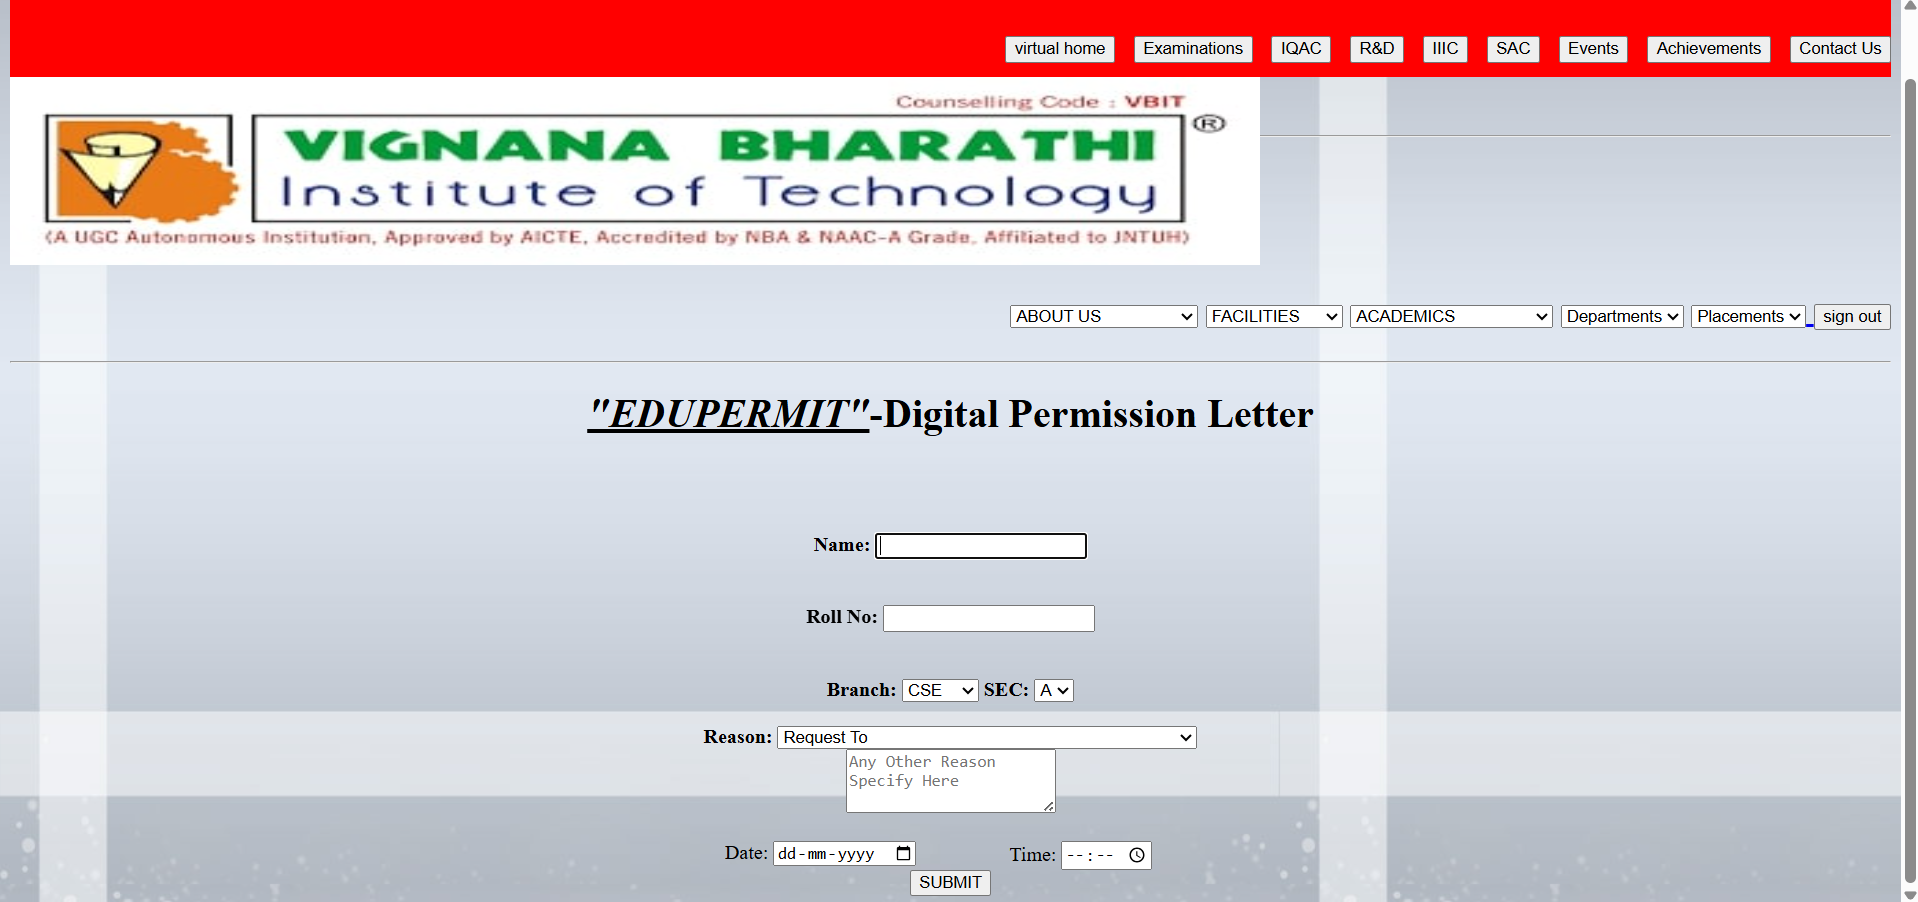 virtual home Examinations IQAC R&D IIIC SAC Events Achievements Contact Us
Counselling Code : VBIT
VIGNANA BHARATHI ®
Institute of Technology
(A UGC Autonomous Institution, Approved by AICTE, Accredited by NBA & NAAC-A Grade, Affiliated to JNTUH)
ABOUT US FACILITIES ACADEMICS Departments Placements sign out
"EDUPERMIT"-Digital Permission Letter
Name:
Roll No:
Branch: CSE SEC: A
Reason: Request To
Any Other Reason
Specify Here
Date: dd-mm-yyyy Time: --:--
SUBMIT